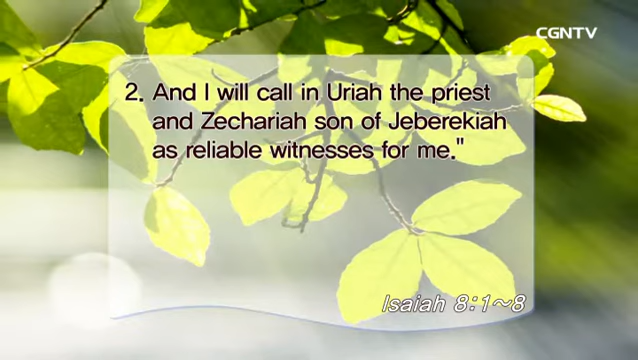 CGNTV
2. And I will call in Uriah the priest
and Zechariah son of Jeberekiah
as reliable witnesses for me."
Isaiah 8:1~8